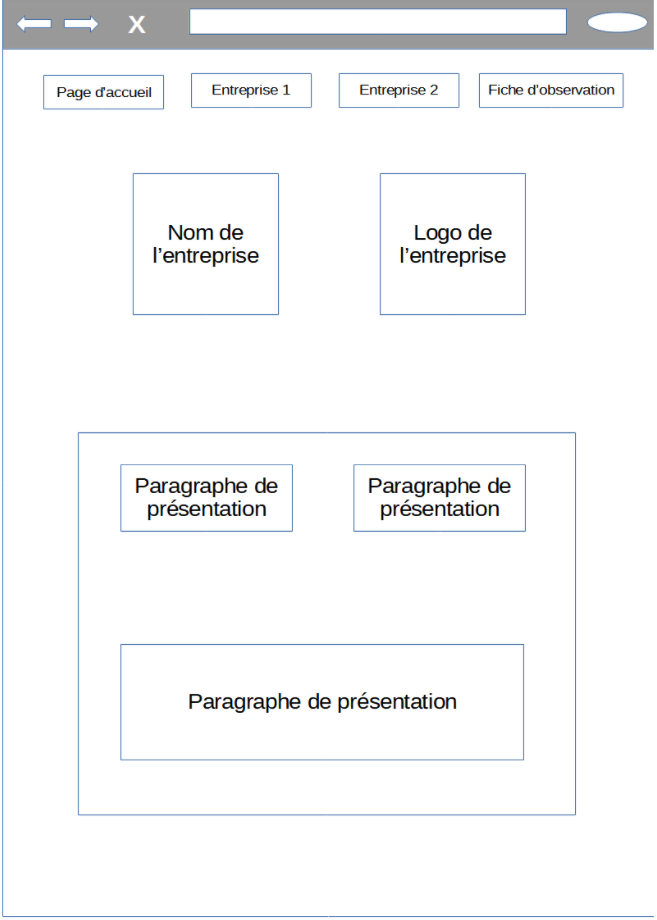 X
Page d'accueil
Entreprise 1
Entreprise 2
Fiche d'observation
Nom de
l’entreprise
Logo de
l’entreprise
Paragraphe de
présentation
Paragraphe de
présentation
Paragraphe de présentation